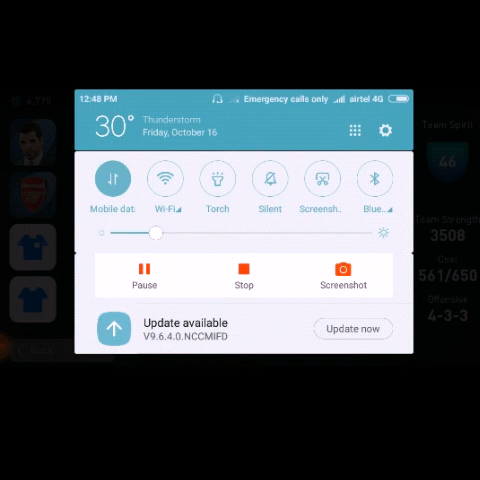 12:48 PM
Emergency calls only
airtel 4G
30°
Thunderstorm
Friday, October 16
Mobile dat.
Wi-Fi
Torch
Silent
Screensh..
Blue..
Pause
Stop
Screenshot
Update available
V9.6.4.0.NCCMIFD
Update now
Team Spirit
46
Team Strength
3508
Cost
561/650
Offensive
4-3-3
Back